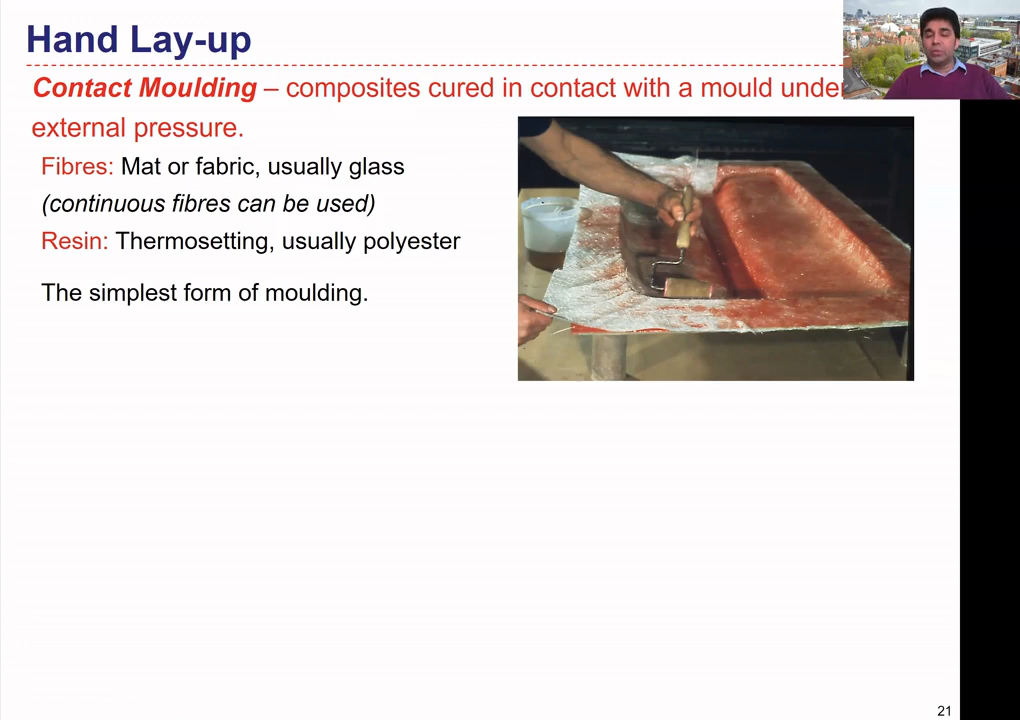 Hand Lay-up
Contact Moulding – composites cured in contact with a mould under
external pressure.
Fibres: Mat or fabric, usually glass
(continuous fibres can be used)
Resin: Thermosetting, usually polyester
The simplest form of moulding.
21